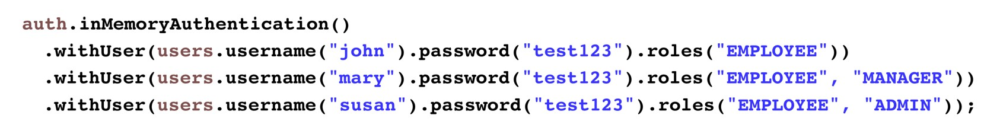 auth.inMemoryAuthentication()
.withUser(users.username("john").password("test123").roles("EMPLOYEE"))
.withUser(users.username("mary").password("test123").roles("EMPLOYEE", "MANAGER"))
.withUser(users.username("susan").password("test123").roles("EMPLOYEE", "ADMIN"));